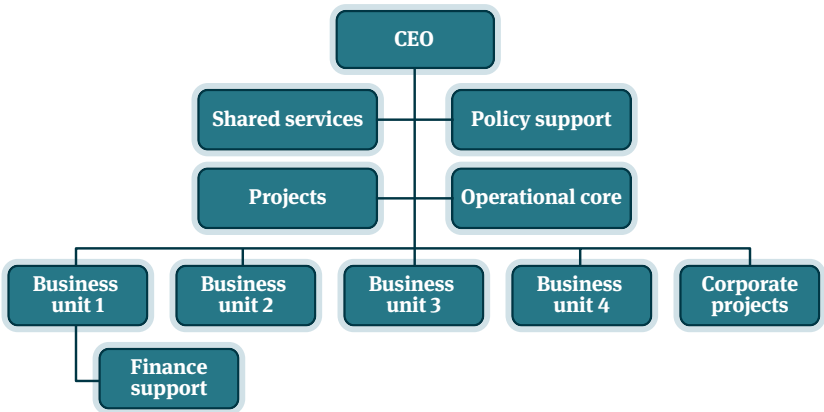 CEO
Shared services
Policy support
Projects
Operational core
Business
unit 1
Business
unit 2
Business
unit 3
Business
unit 4
Corporate
projects
Finance
support